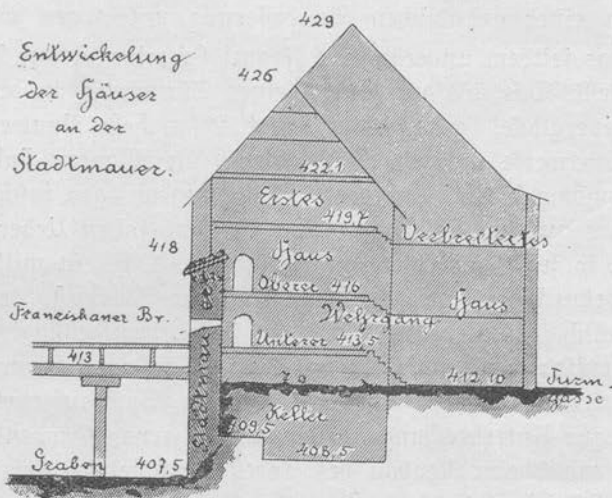 Entwickelung
der Häuser
an der
Stadtmauer.
429
426
422.1
Erstes
419,7
Verbreitertes
418
Haus
Oberer 416
Haus
Wehrgang
Franciskaner Br.
Unterer 413,5
413
Stadtmauer
412.10
Turm
gasse
Keller
409,5
408,5
Graben
407,5